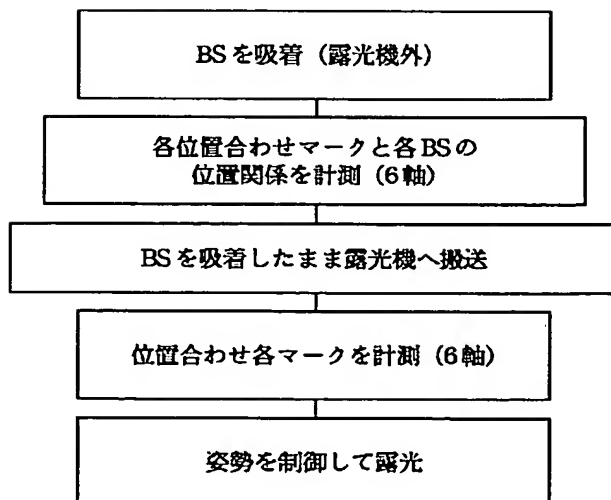 BSを吸着（露光機外）
各位置合わせマークと各BSの
位置関係を計測（6軸）
BSを吸着したまま露光機へ搬送
位置合わせ各マークを計測（6軸）
姿勢を制御して露光